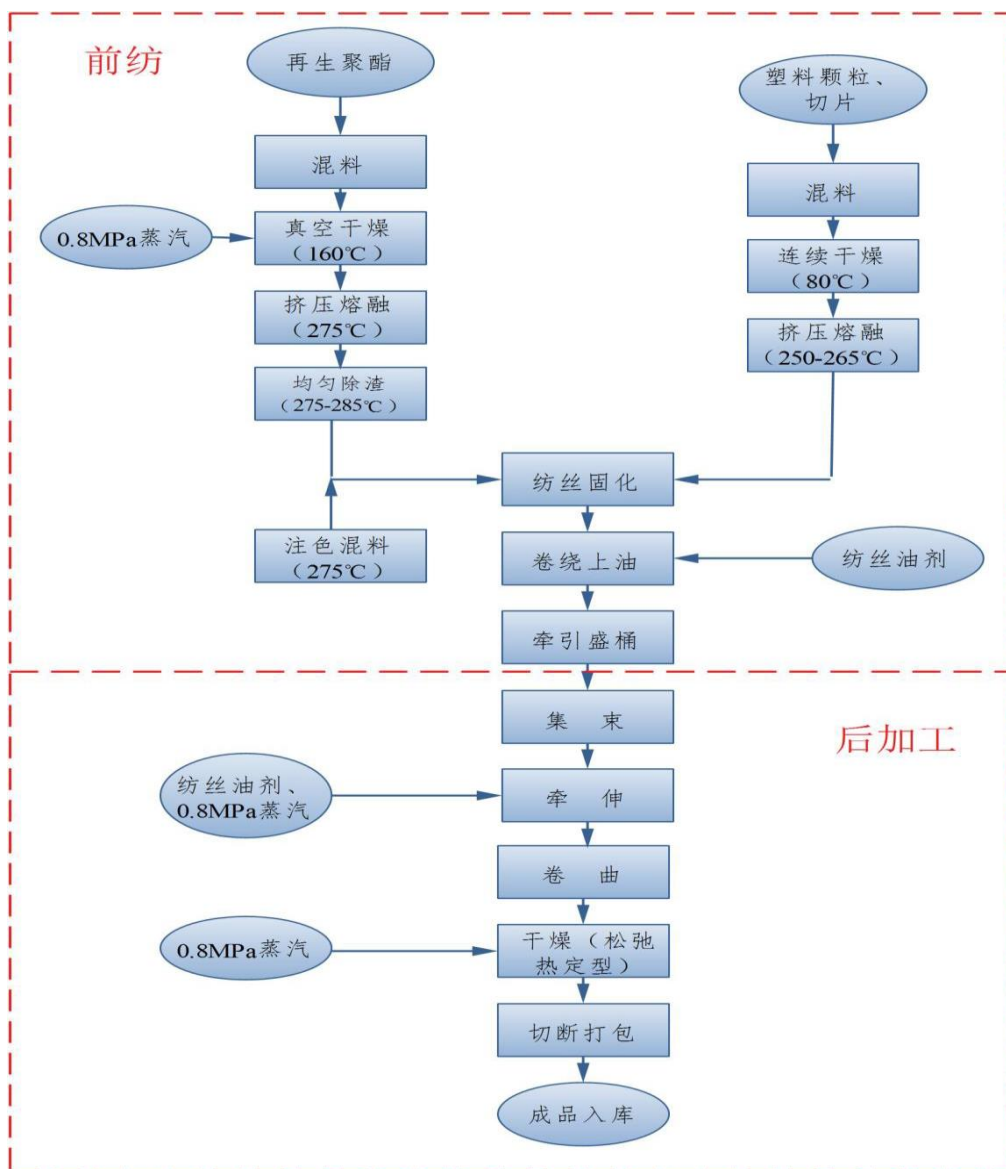 前纺
再生聚酯
塑料颗粒、
切片
混料
混料
0.8MPa蒸汽
真空干燥
（160℃）
连续干燥
（80℃）
挤压熔融
（275℃）
挤压熔融
（250-265℃）
均匀除渣
（275-285℃）
纺丝固化
注色混料
（275℃）
卷绕上油
纺丝油剂
牵引盛桶
集 束
后加工
纺丝油剂、
0.8MPa蒸汽
牵 伸
卷 曲
0.8MPa蒸汽
干燥（松弛
热定型）
切断打包
成品入库